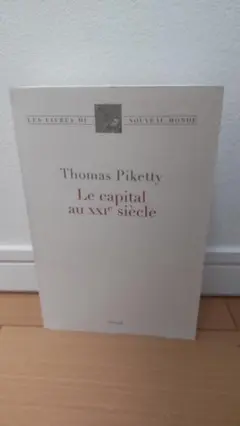 LES LIVRES DU NOUVEAU MONDE
Thomas Piketty
Le capital
au XXIe siècle